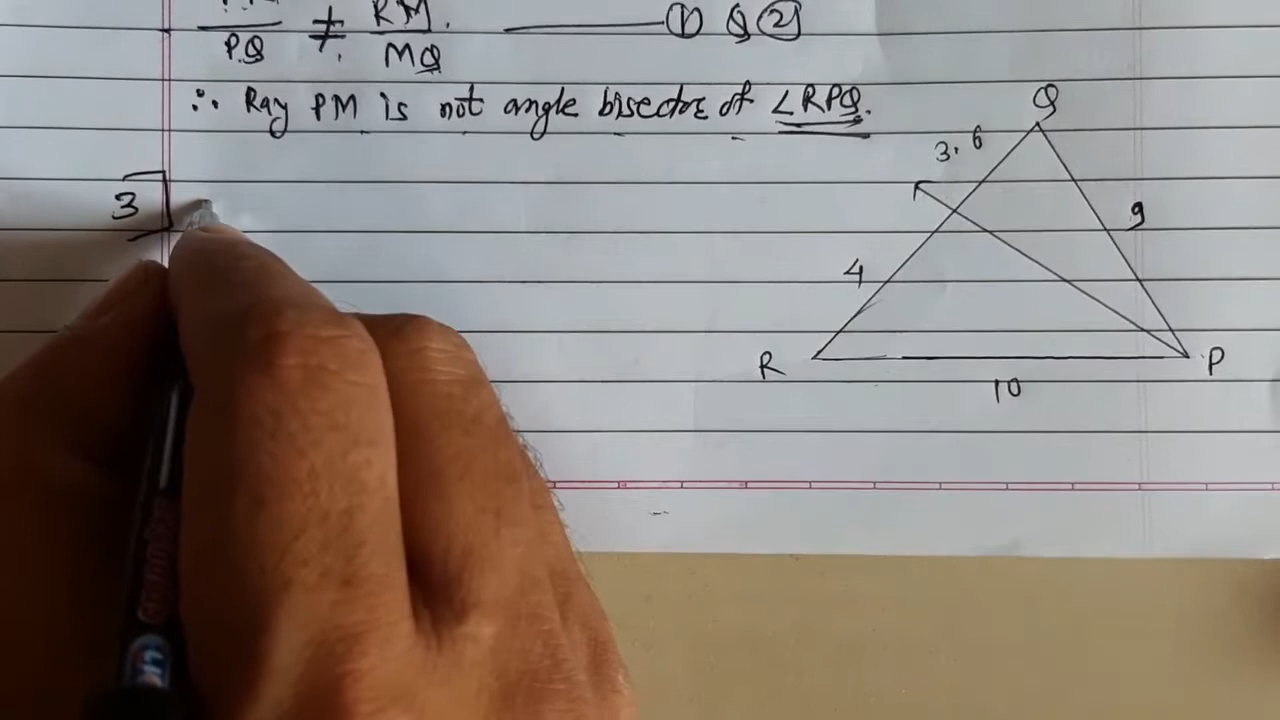 PQ ≠ RM
MQ. ——— ① & ②
∴ Ray PM is not angle bisector of ∠RPQ.
3]
Q
3.6
9
4
R
P
10